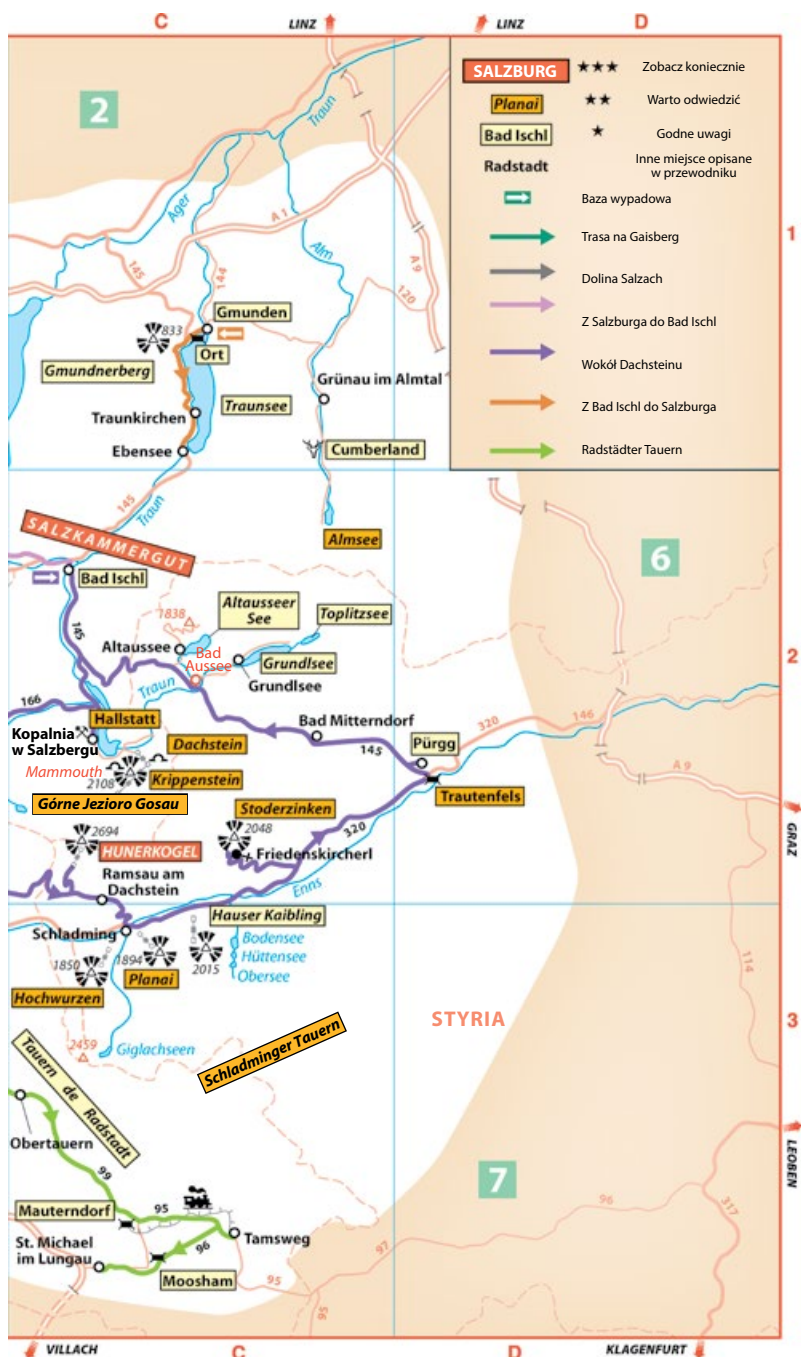 C
LINZ
LINZ
D
2
SALZBURG ★★★ Zobacz koniecznie
Planai ★★ Warto odwiedzić
Bad Ischl ★ Godne uwagi
Radstadt Inne miejsce opisane
w przewodniku
Baza wypadowa
Trasa na Gaisberg
Dolina Salzach
Z Salzburga do Bad Ischl
Wokół Dachsteinu
Z Bad Ischl do Salzburga
Radstädter Tauern
Traun
Ager
A 1
Alm
A 9
1
145
144
120
833
Gmunden
Ort
Gmundnerberg
Grünau im Almtal
Traunkirchen
Traunsee
Ebensee
Cumberland
145
Traun
SALZKAMMERGUT
Almsee
6
Bad Ischl
1838
Altausseer
See
Toplitzsee
145
Altaussee
Bad
Aussee
Grundlsee
Grundlsee
2
166
Traun
Hallstatt
Bad Mitterndorf
320
146
Kopalnia
w Salzbergu
Dachstein
145
Pürgg
Mammouth
2108
Krippenstein
A 9
Górne Jezioro Gosau
Stoderzinken
Trautenfels
GRAZ
2694
2048
320
HUNERKOGEL
Friedenskircherl
Ramsau am
Dachstein
Enns
Schladming
Hauser Kaibling
Bodensee
Hüttensee
Obersee
114
1850
1894
2015
Planai
Hochwurzen
STYRIA
3
2459
Giglachseen
Schladminger Tauern
Tauern de Radstadt
Obertauern
LEOBEN
7
99
95
96
317
Mauterndorf
St. Michael
im Lungau
96
Tamsweg
97
Moosham
95
95
VILLACH
C
D
KLAGENFURT